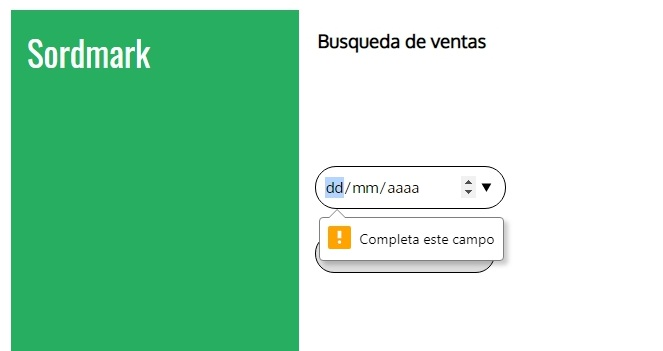 Sordmark
Busqueda de ventas
dd/mm/aaaa
Completa este campo